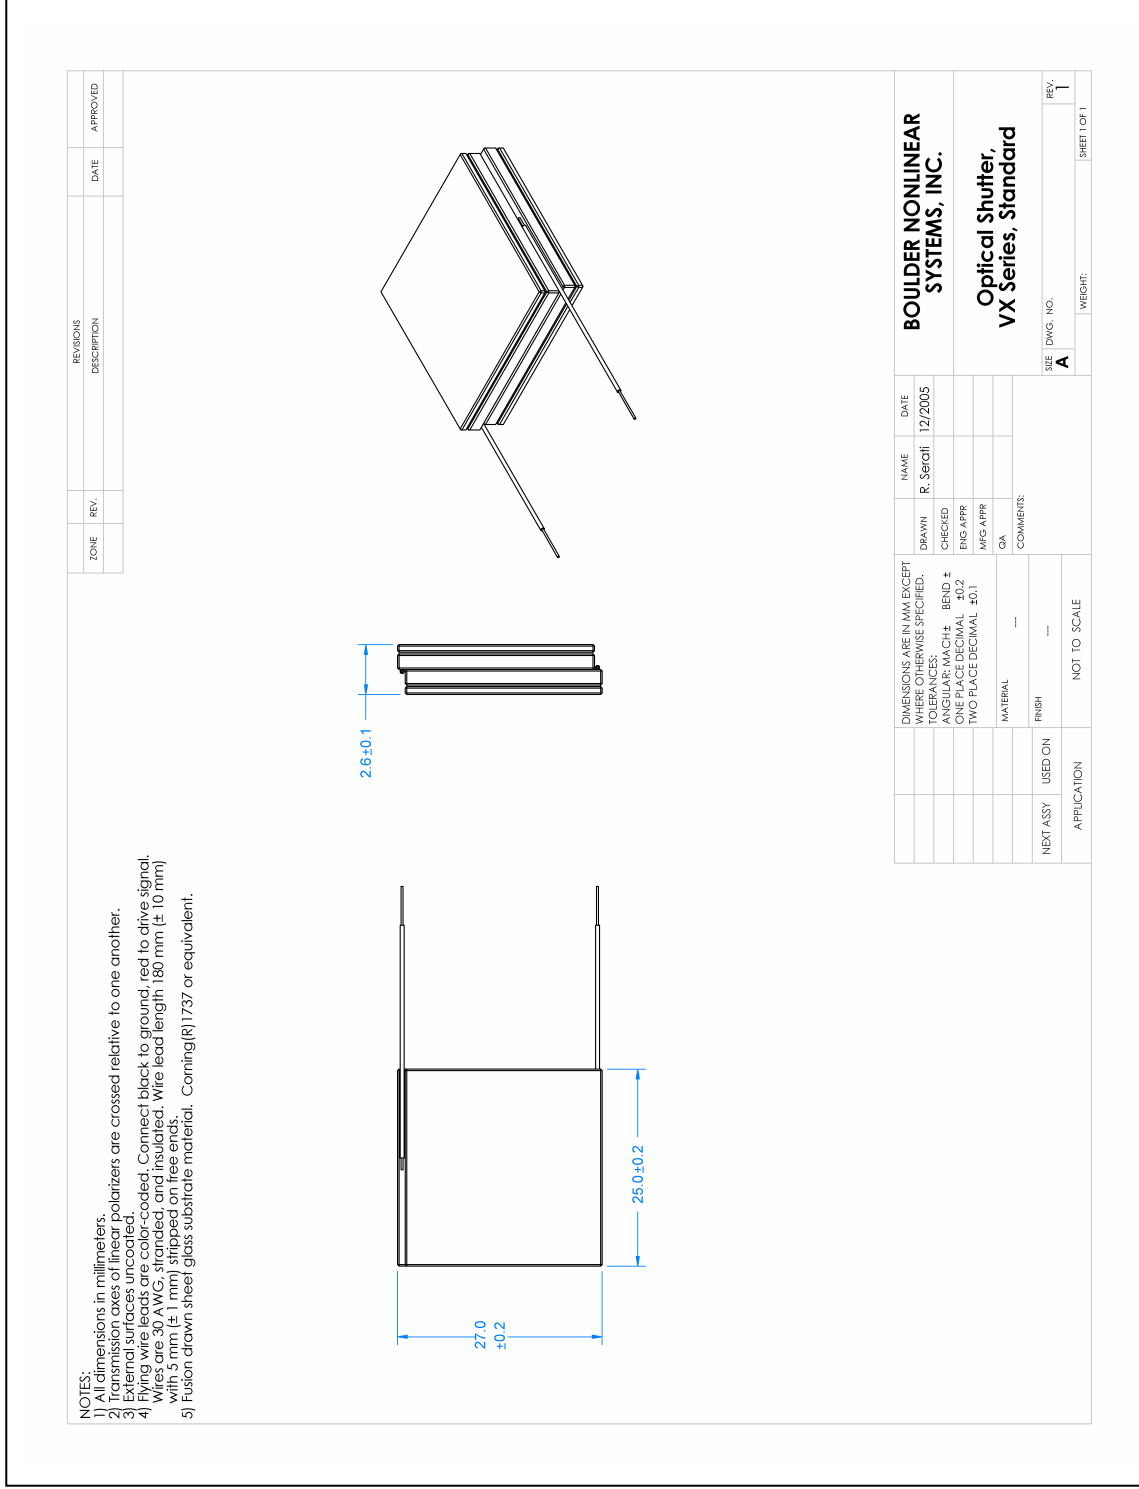 NOTES:
1) All dimensions in millimeters.
2) Transmission axes of linear polarizers are crossed relative to one another.
3) External surfaces uncoated.
4) Flying wire leads are color-coded. Connect black to ground, red to drive signal.
Wires are 30 AWG, stranded, and insulated. Wire lead length 180 mm (± 10 mm)
with 5 mm (± 1 mm) stripped on free ends.
5) Fusion drawn sheet glass substrate material. Corning(R)1737 or equivalent.
REVISIONS
ZONE REV. DESCRIPTION DATE APPROVED
27.0
±0.2
25.0±0.2
2.6±0.1
NEXT ASSY USED ON
APPLICATION
DIMENSIONS ARE IN MM EXCEPT
WHERE OTHERWISE SPECIFIED.
TOLERANCES:
ANGULAR: MACH± BEND ±
ONE PLACE DECIMAL ±0.2
TWO PLACE DECIMAL ±0.1
MATERIAL
---
FINISH
---
NOT TO SCALE
NAME DATE
DRAWN R. Serati 12/2005
CHECKED
ENG APPR
MFG APPR
QA
COMMENTS:
BOULDER NONLINEAR
SYSTEMS, INC.
Optical Shutter,
VX Series, Standard
SIZE DWG. NO. REV.
A 1
WEIGHT: SHEET 1 OF 1